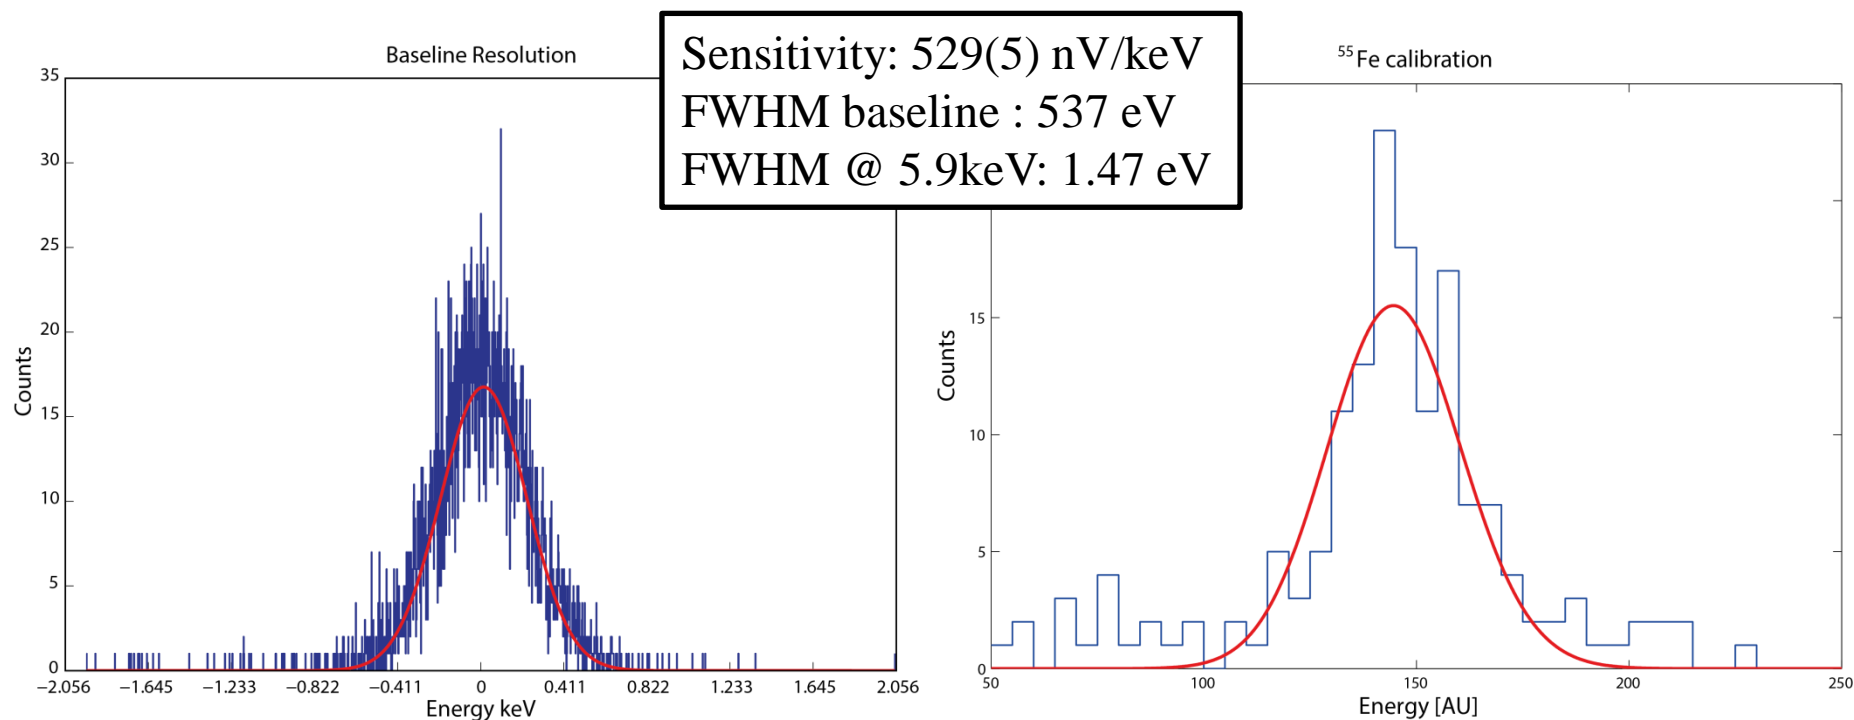 Baseline Resolution
Sensitivity: 529(5) nV/keV
FWHM baseline : 537 eV
FWHM @ 5.9keV: 1.47 eV
55Fe calibration
35
30
25
20
15
10
5
0
Counts
−2.056 −1.645 −1.233 −0.822 −0.411 0 0.411 0.822 1.233 1.645 2.056
Energy keV
15
10
5
0
Counts
50 100 150 200 250
Energy [AU]